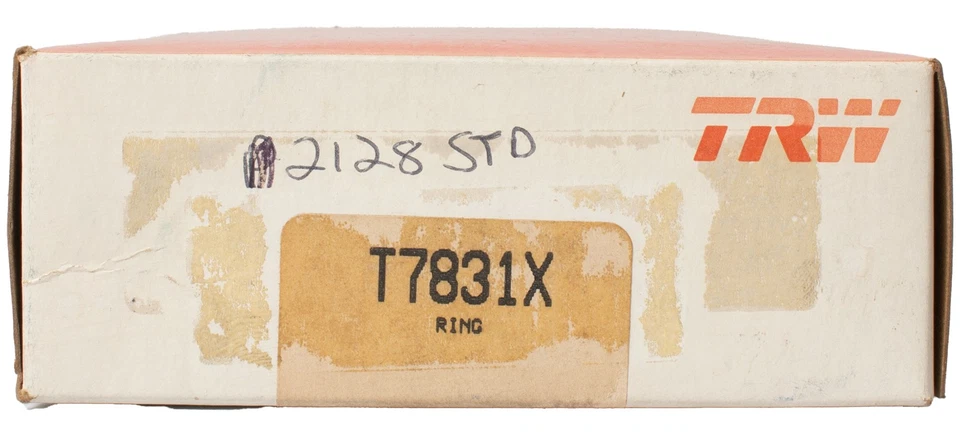 TRW
2128 STD
T7831X
RING